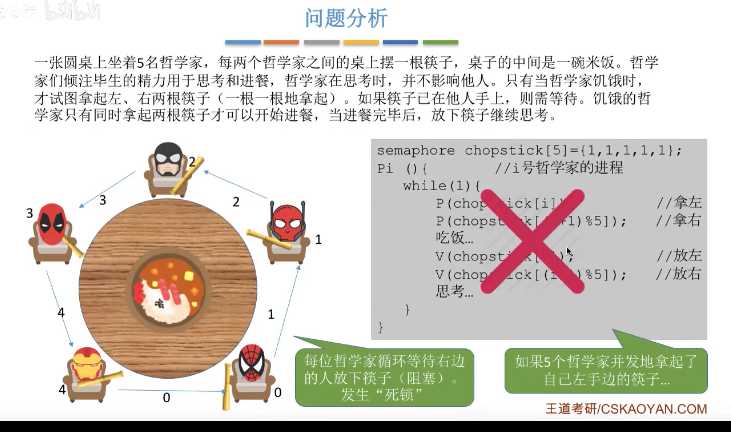 bilibili
问题分析
一张圆桌上坐着5名哲学家，每两个哲学家之间的桌上摆一根筷子，桌子的中间是一碗米饭。哲学
家们倾注毕生的精力用于思考和进餐，哲学家在思考时，并不影响他人。只有当哲学家饥饿时，
才试图拿起左、右两根筷子（一根一根地拿起）。如果筷子已在他人手上，则需等待。饥饿的哲
学家只有同时拿起两根筷子才可以开始进餐，当进餐完毕后，放下筷子继续思考。
semaphore chopstick[5]={1,1,1,1,1};
Pi (){ //i号哲学家的进程
while(1){
P(chopstick[i]); //拿左
P(chopstick[(i+1)%5]); //拿右
吃饭…
V(chopstick[i]); //放左
V(chopstick[(i+1)%5]); //放右
思考…
}
}
2
3
2
3
1
4
1
4
0
0
每位哲学家循环等待右边
的人放下筷子（阻塞）。
发生“死锁”
如果5个哲学家并发地拿起了
自己左手边的筷子…
王道考研/CSKAOYAN.COM